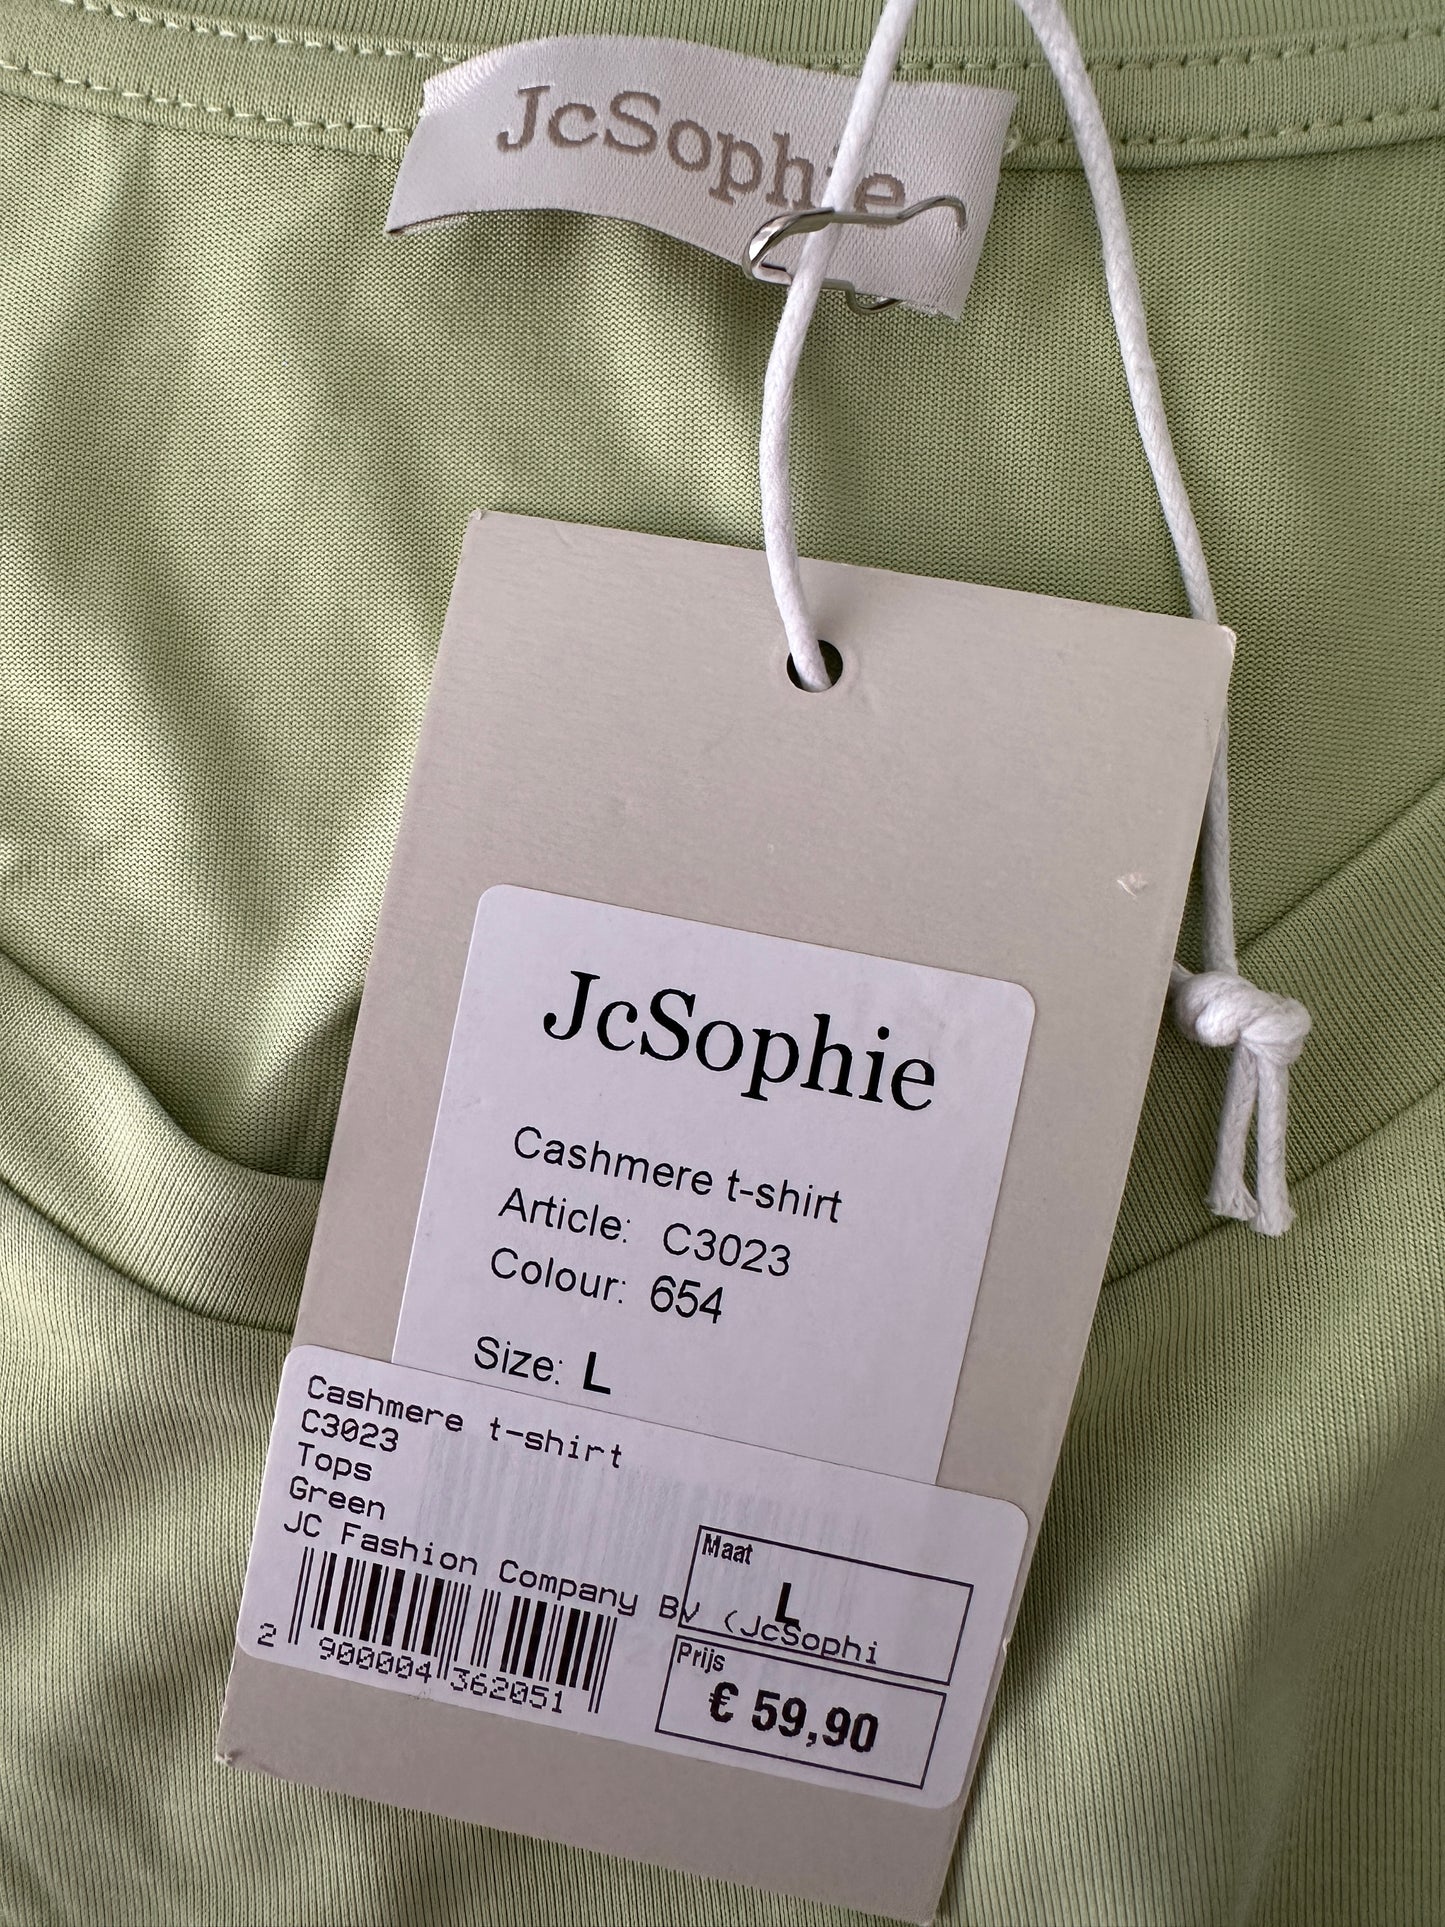 JcSophie
JcSophie
Cashmere t-shirt
Article: C3023
Colour: 654
Size: L
Cashmere t-shirt
C3023
Tops
Green
JC Fashion Company BV (JcSophi
Maat
L
Prijs
€ 59,90
2 900004 362051